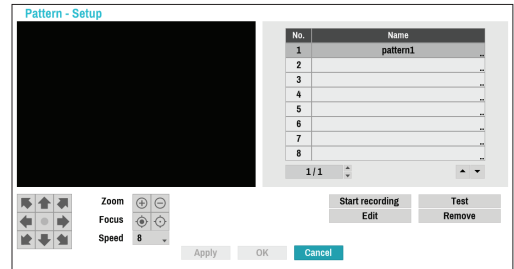 Pattern - Setup
No. Name
1 pattern1 ..
2 ..
3 ..
4 ..
5 ..
6 ..
7 ..
8 ..
1 / 1
Zoom
Focus
Speed 8
Start recording Test
Edit Remove
Apply OK Cancel